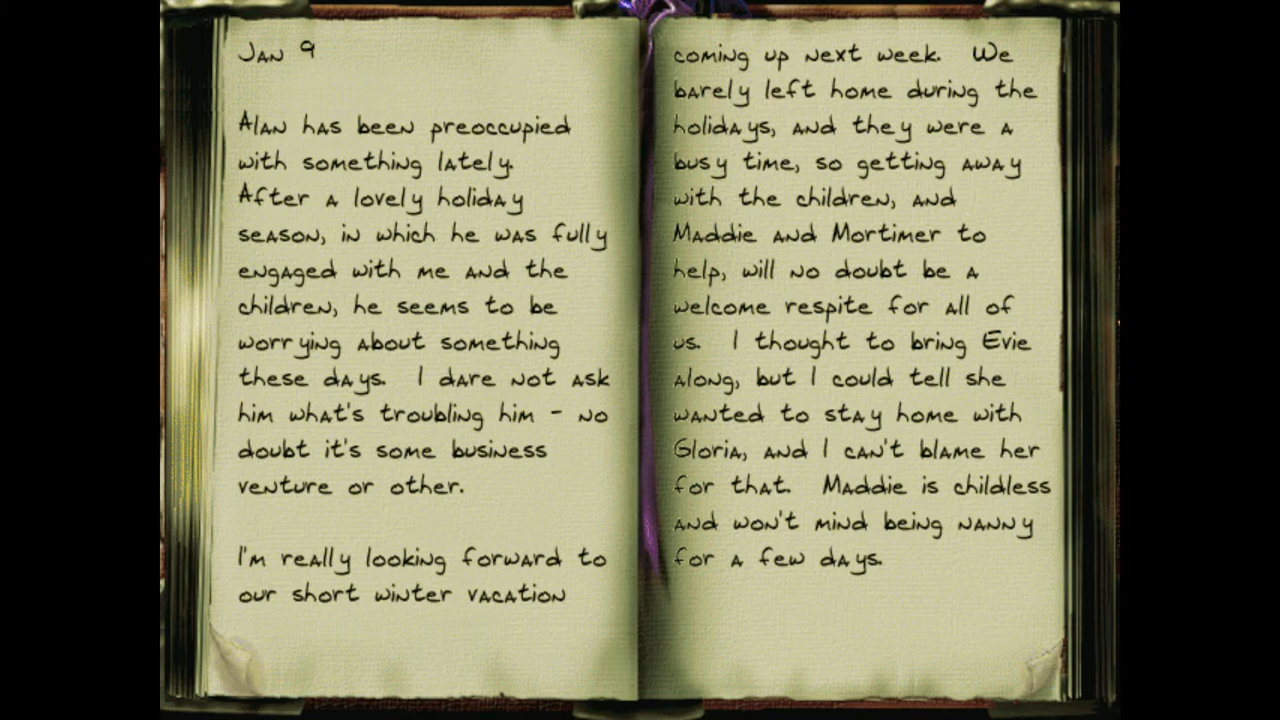 Jan 9
Alan has been preoccupied
with something lately.
After a lovely holiday
season, in which he was fully
engaged with me and the
children, he seems to be
worrying about something
these days.  I dare not ask
him what's troubling him - no
doubt it's some business
venture or other.
I'm really looking forward to
our short winter vacation
coming up next week.  We
barely left home during the
holidays, and they were a
busy time, so getting away
with the children, and
Maddie and Mortimer to
help, will no doubt be a
welcome respite for all of
us.  I thought to bring Evie
along, but I could tell she
wanted to stay home with
Gloria, and I can't blame her
for that.  Maddie is childless
and won't mind being nanny
for a few days.